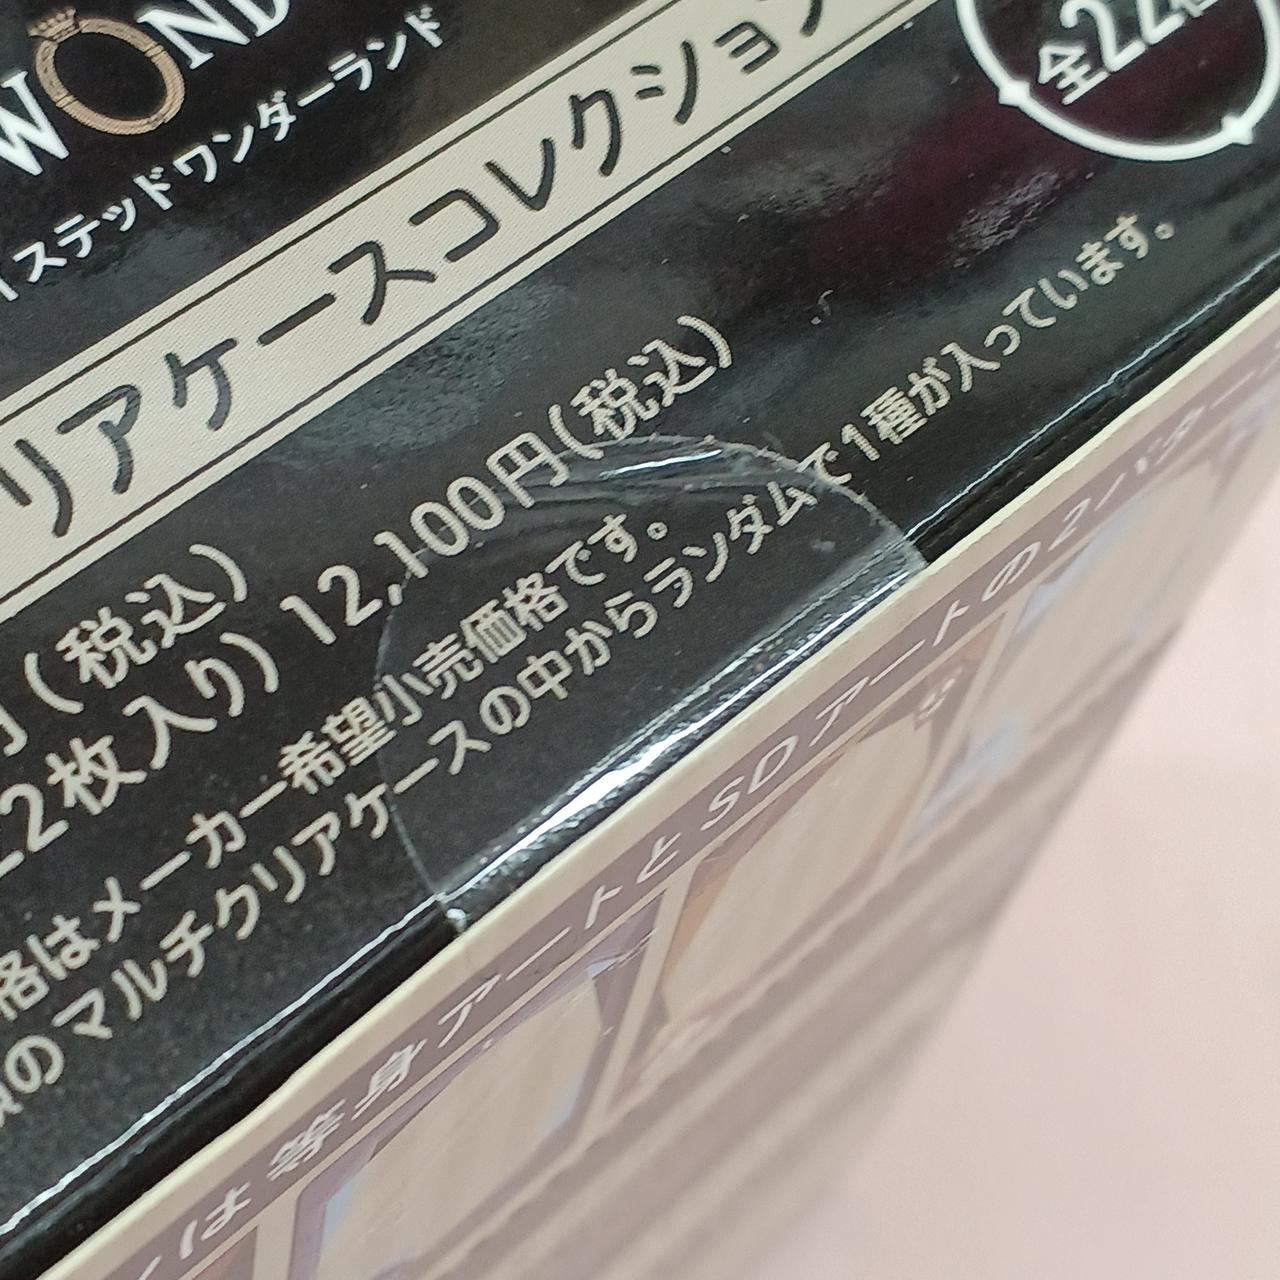 WOND
ステッドワンダーランド
リアケースコレクション
全22種
(税込)
22枚入り) 12,100円(税込)
格はメーカー希望小売価格です。
のマルチクリアケースの中からランダムで1種が入っています。
ンは等身アートとSDアートの2パター